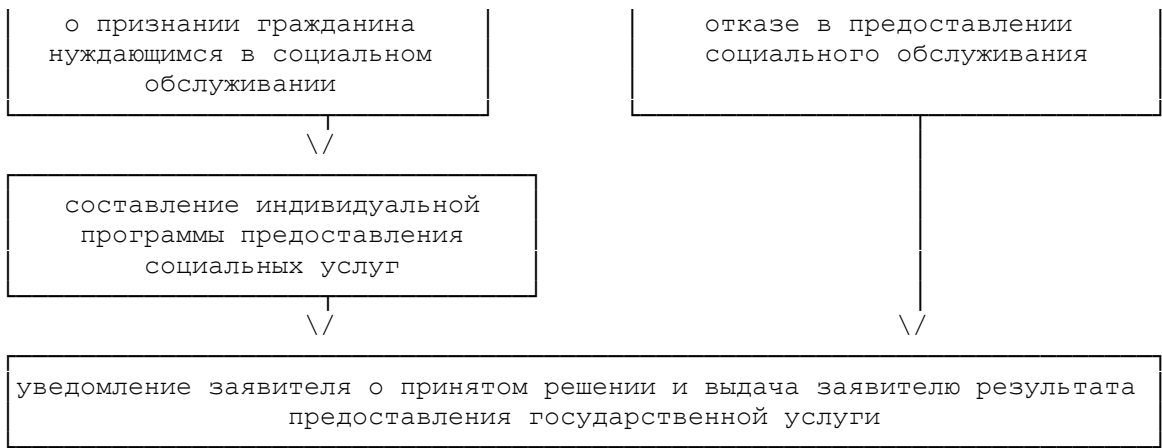 о признании гражданина
нуждающимся в социальном
обслуживании
отказе в предоставлении
социального обслуживания
составление индивидуальной
программы предоставления
социальных услуг
уведомление заявителя о принятом решении и выдача заявителю результата
предоставления государственной услуги